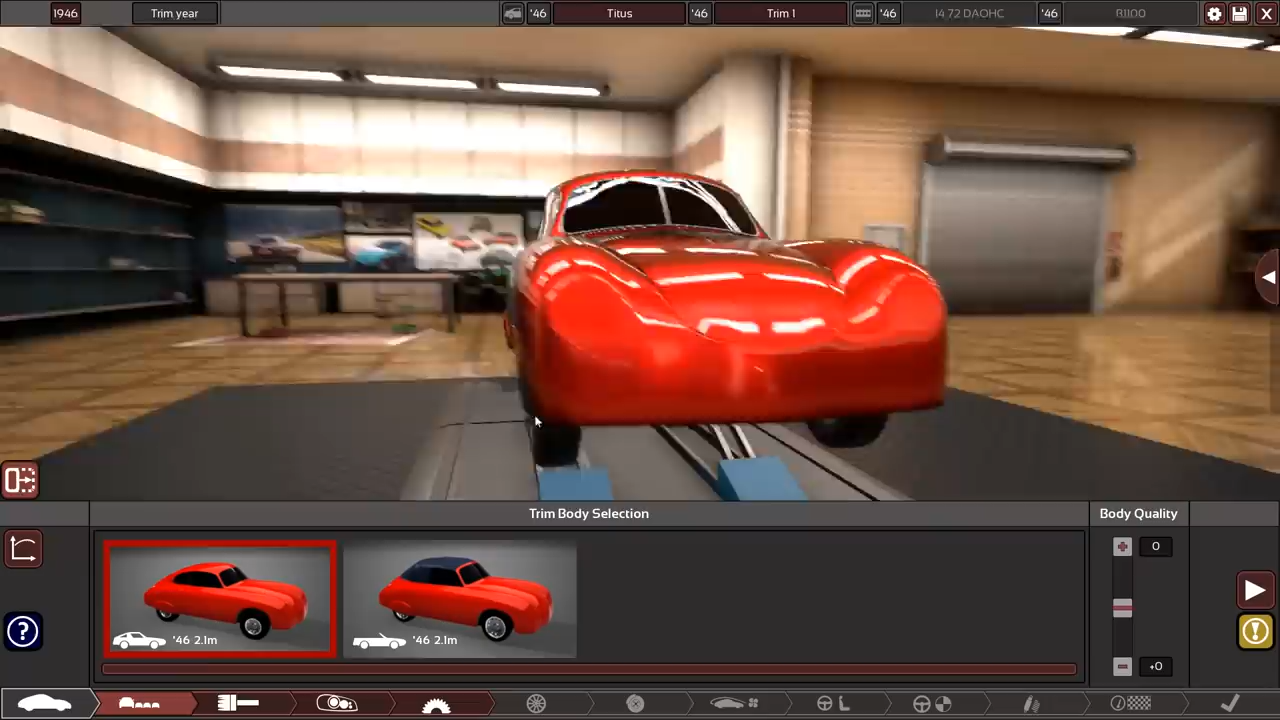 1946
Trim year
'46
Titus
'46
Trim 1
'46
I4 72 DAOHC
'46
R1100
Trim Body Selection
Body Quality
'46 2.1m
'46 2.1m
0
+0
?